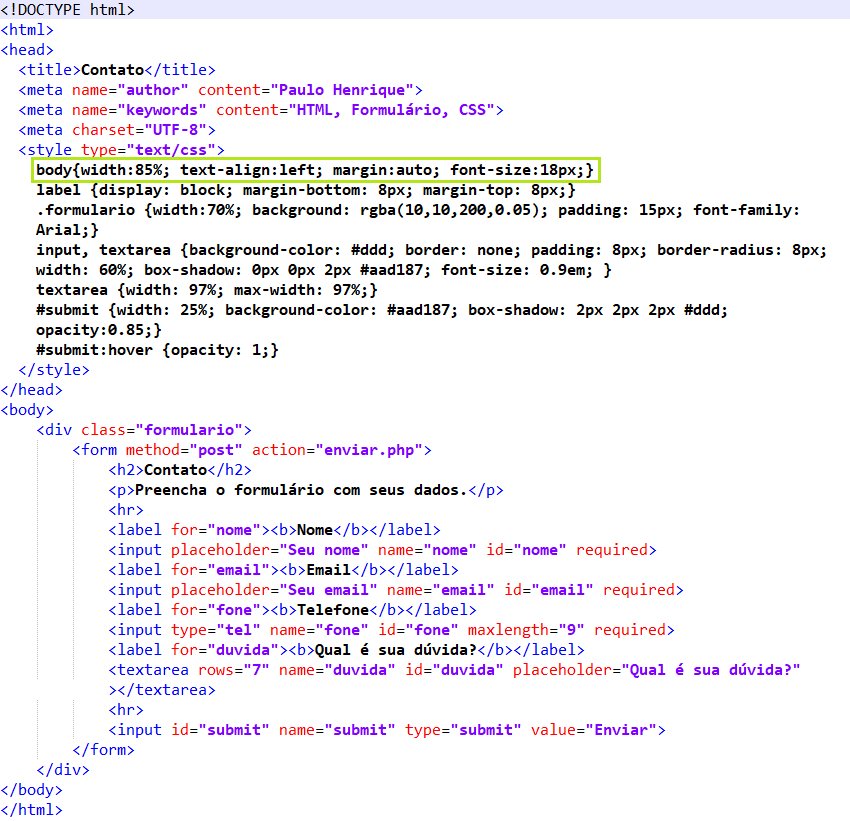 <!DOCTYPE html>
<html>
<head>
  <title>Contato</title>
  <meta name="author" content="Paulo Henrique">
  <meta name="keywords" content="HTML, Formulário, CSS">
  <meta charset="UTF-8">
  <style type="text/css">
    body{width:85%; text-align:left; margin:auto; font-size:18px;}
    label {display: block; margin-bottom: 8px; margin-top: 8px;}
    .formulario {width:70%; background: rgba(10,10,200,0.05); padding: 15px; font-family:
    Arial;}
    input, textarea {background-color: #ddd; border: none; padding: 8px; border-radius: 8px;
    width: 60%; box-shadow: 0px 0px 2px #aad187; font-size: 0.9em; }
    textarea {width: 97%; max-width: 97%;}
    #submit {width: 25%; background-color: #aad187; box-shadow: 2px 2px 2px #ddd;
    opacity:0.85;}
    #submit:hover {opacity: 1;}
  </style>
</head>
<body>
    <div class="formulario">
        <form method="post" action="enviar.php">
            <h2>Contato</h2>
            <p>Preencha o formulário com seus dados.</p>
            <hr>
            <label for="nome"><b>Nome</b></label>
            <input placeholder="Seu nome" name="nome" id="nome" required>
            <label for="email"><b>Email</b></label>
            <input placeholder="Seu email" name="email" id="email" required>
            <label for="fone"><b>Telefone</b></label>
            <input type="tel" name="fone" id="fone" maxlength="9" required>
            <label for="duvida"><b>Qual é sua dúvida?</b></label>
            <textarea rows="7" name="duvida" id="duvida" placeholder="Qual é sua dúvida?"
            ></textarea>
            <hr>
            <input id="submit" name="submit" type="submit" value="Enviar">
        </form>
    </div>
</body>
</html>